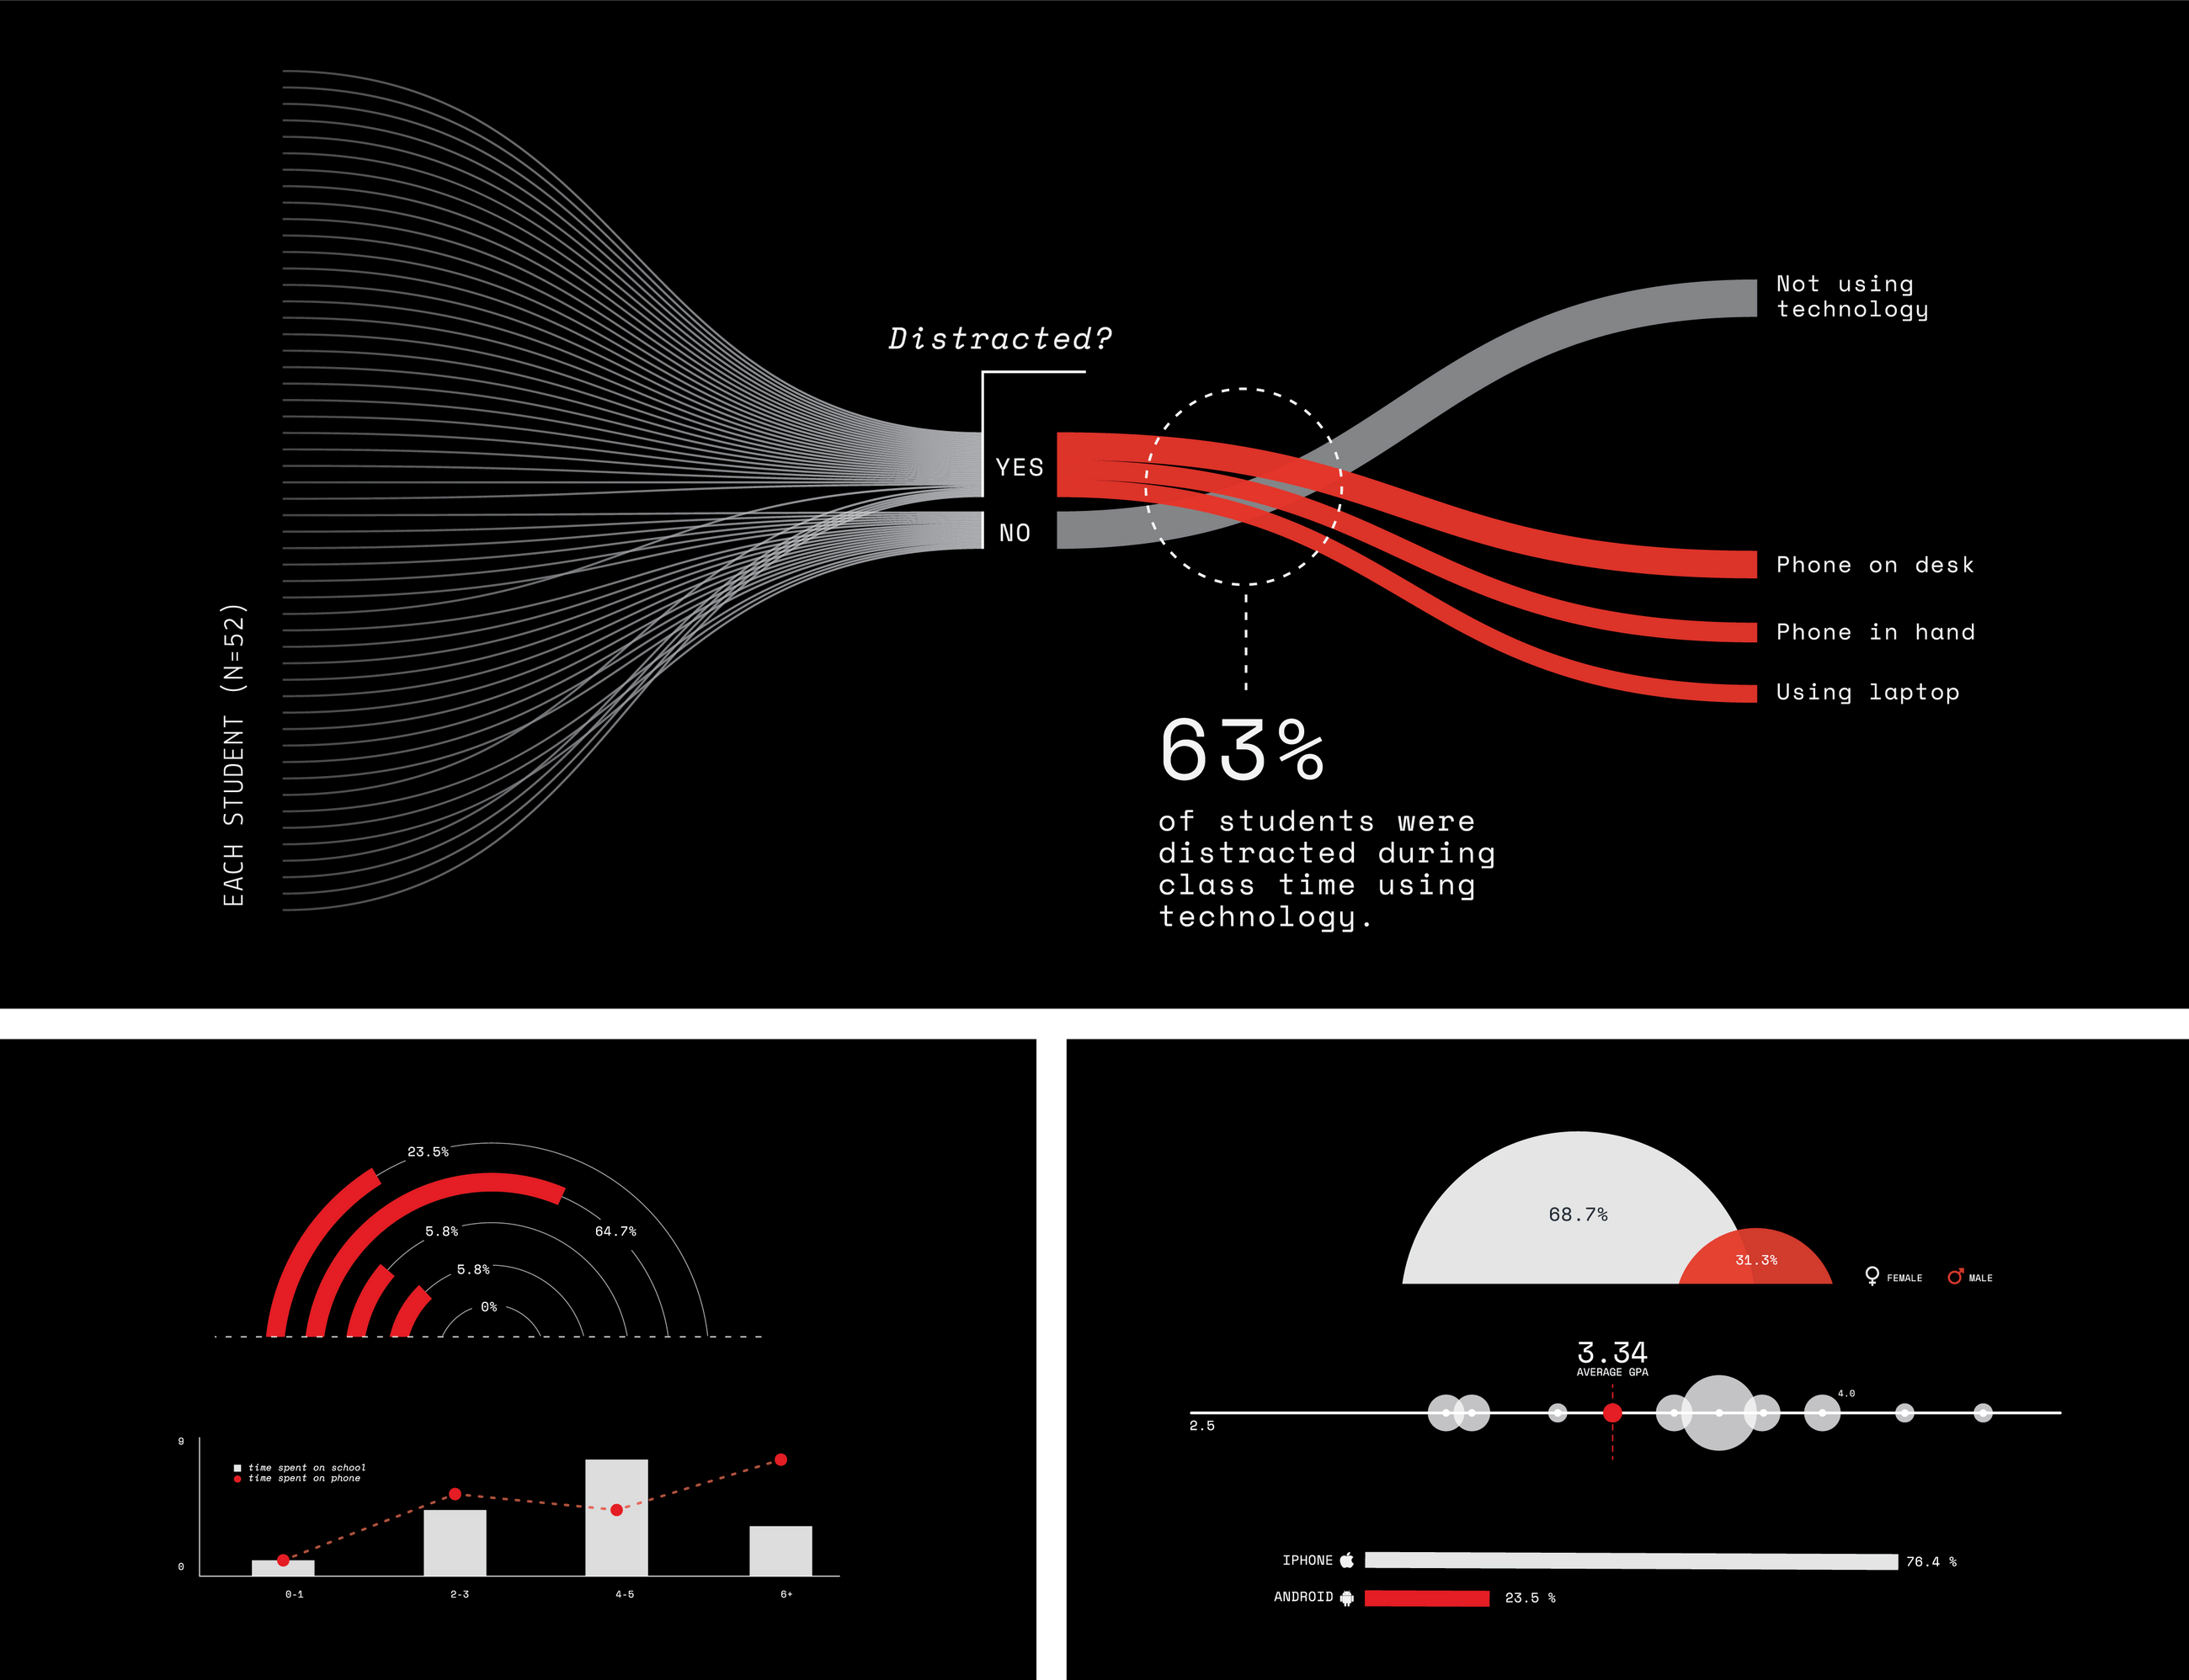 Distracted?
YES
NO
EACH STUDENT (N=52)
Not using
technology
Phone on desk
Phone in hand
Using laptop
63%
of students were
distracted during
class time using
technology.
23.5%
64.7%
5.8%
5.8%
0%
9
0
time spent on school
time spent on phone
0-1
2-3
4-5
6+
68.7%
31.3%
FEMALE
MALE
3.34
AVERAGE GPA
4.0
2.5
IPHONE
76.4 %
ANDROID
23.5 %